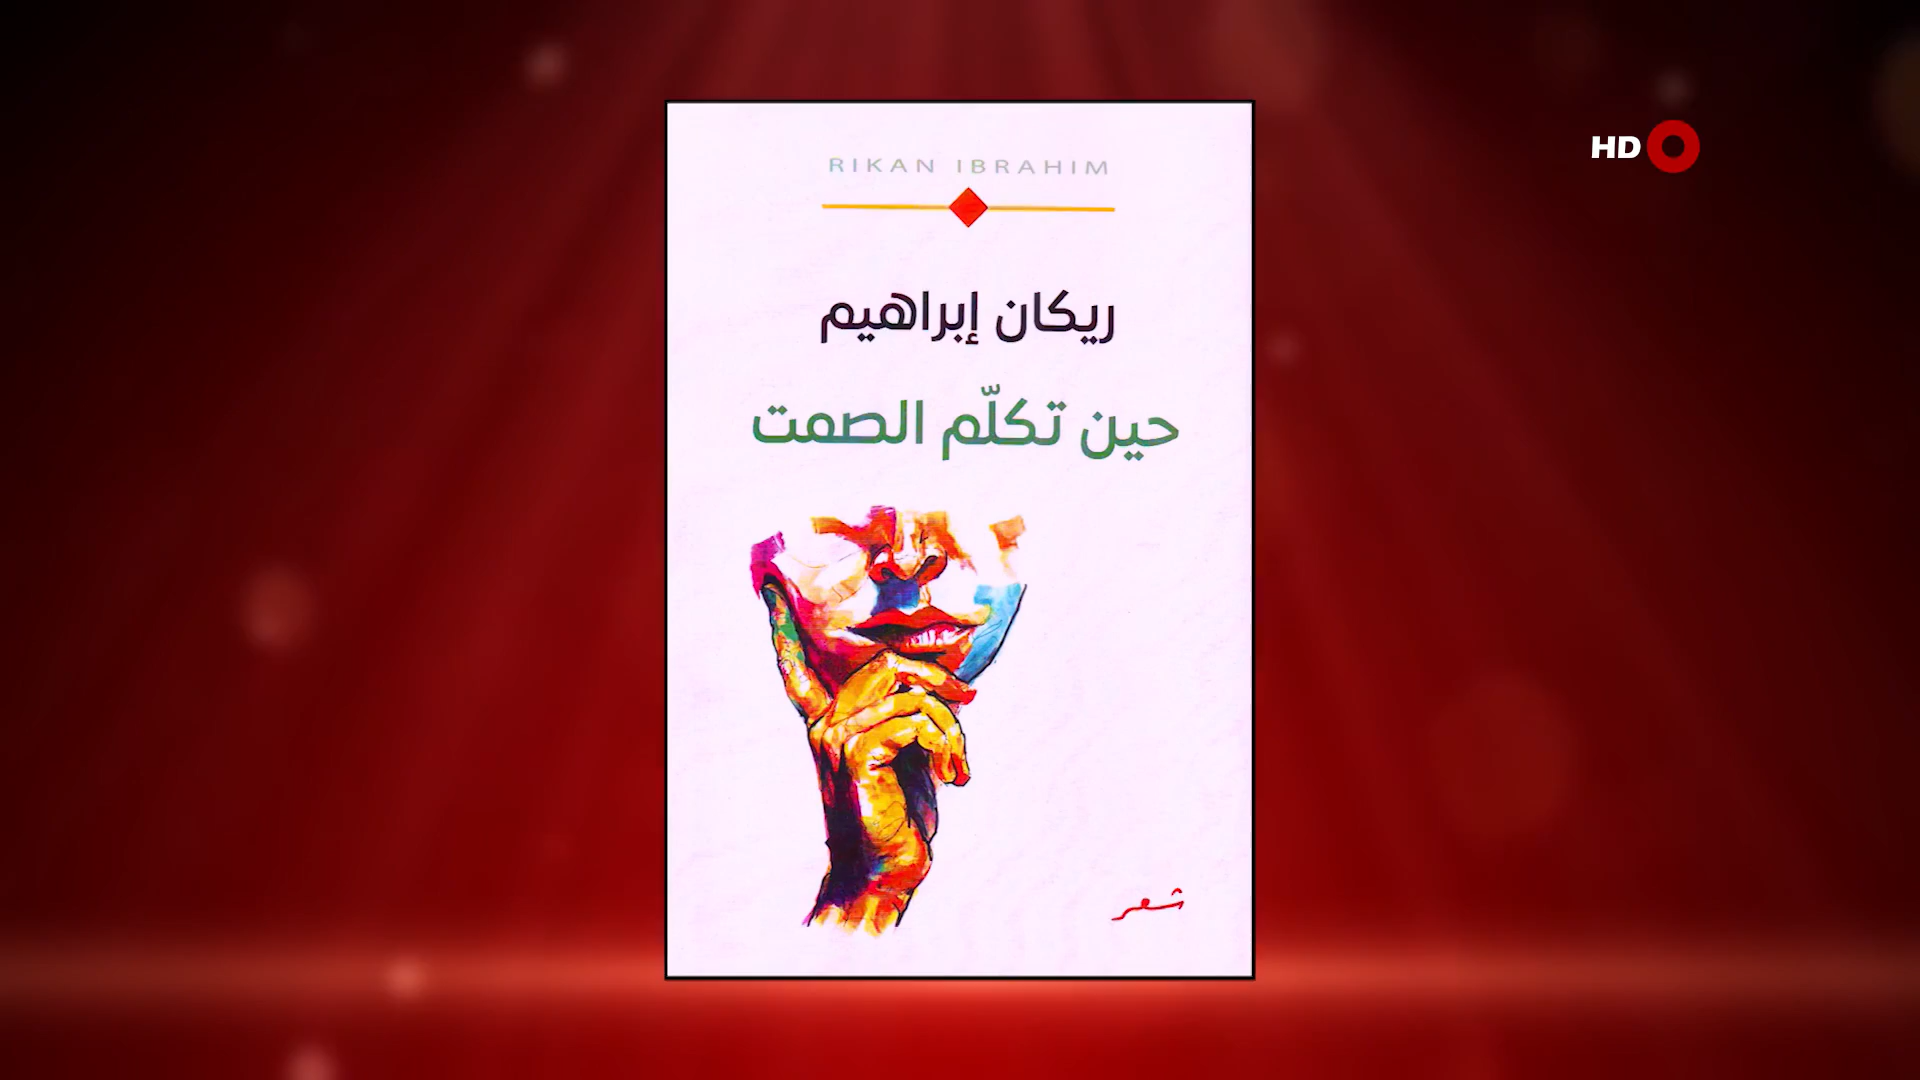 HD
RIKAN IBRAHIM
ريكان إبراهيم
حين تكلّم الصمت
شعر